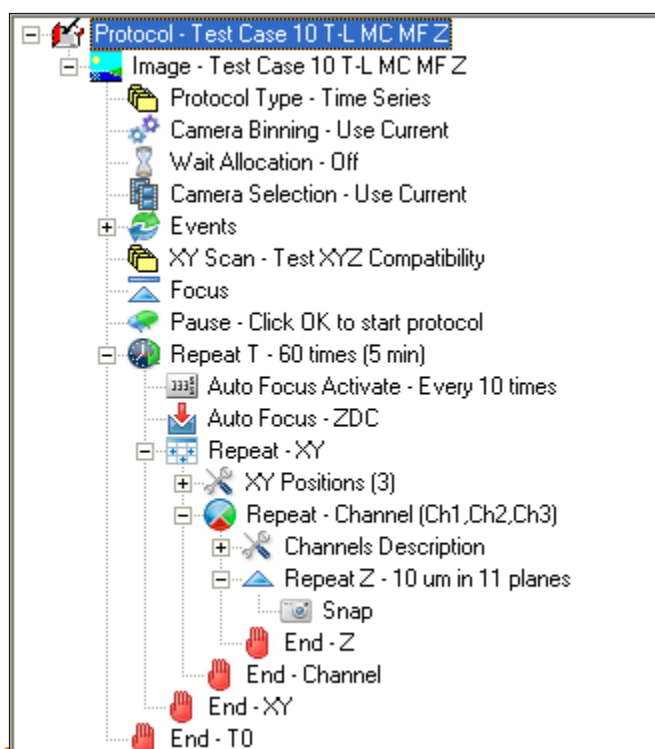 Protocol - Test Case 10 T-L MC MF Z
Image - Test Case 10 T-L MC MF Z
Protocol Type - Time Series
Camera Binning - Use Current
Wait Allocation - Off
Camera Selection - Use Current
Events
XY Scan - Test XYZ Compatibility
Focus
Pause - Click OK to start protocol
Repeat T - 60 times (5 min)
Auto Focus Activate - Every 10 times
Auto Focus - ZDC
Repeat - XY
XY Positions (3)
Repeat - Channel (Ch1,Ch2,Ch3)
Channels Description
Repeat Z - 10 um in 11 planes
Snap
End - Z
End - Channel
End - XY
End - T0